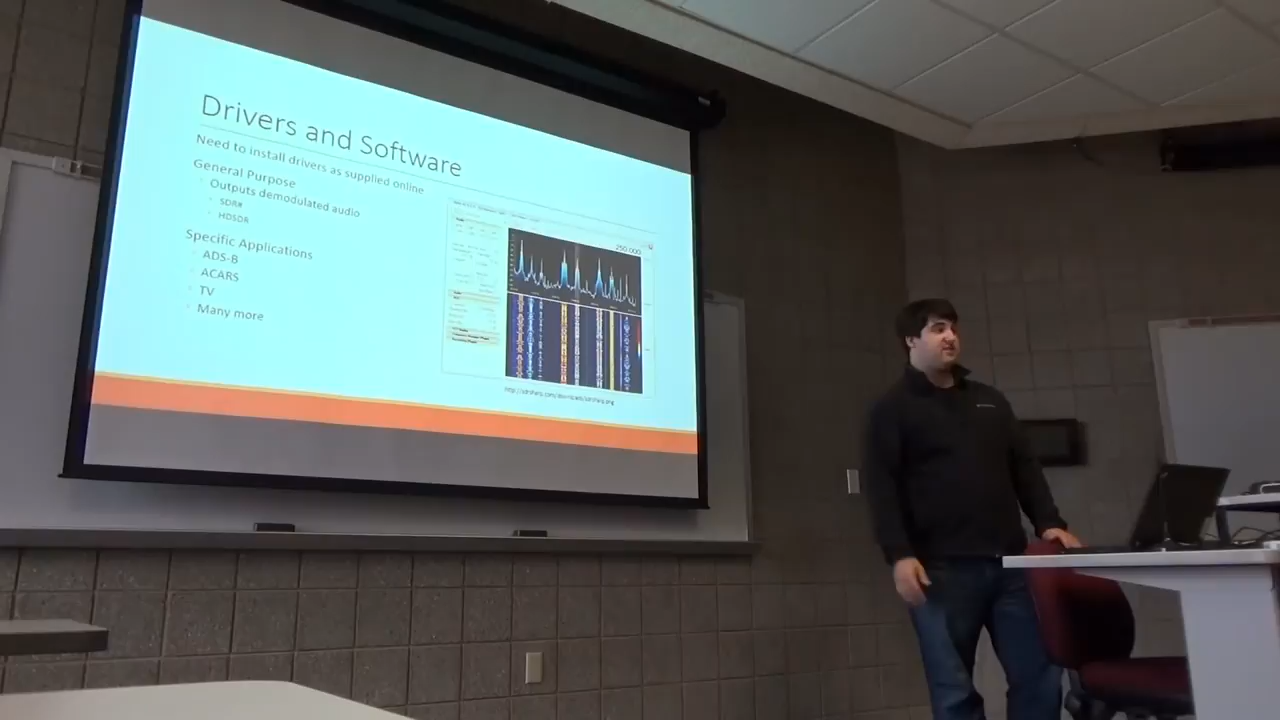 Drivers and Software
Need to install drivers as supplied online
General Purpose
Outputs demodulated audio
SDR#
HDSDR
Specific Applications
ADS-B
ACARS
TV
Many more
250.000